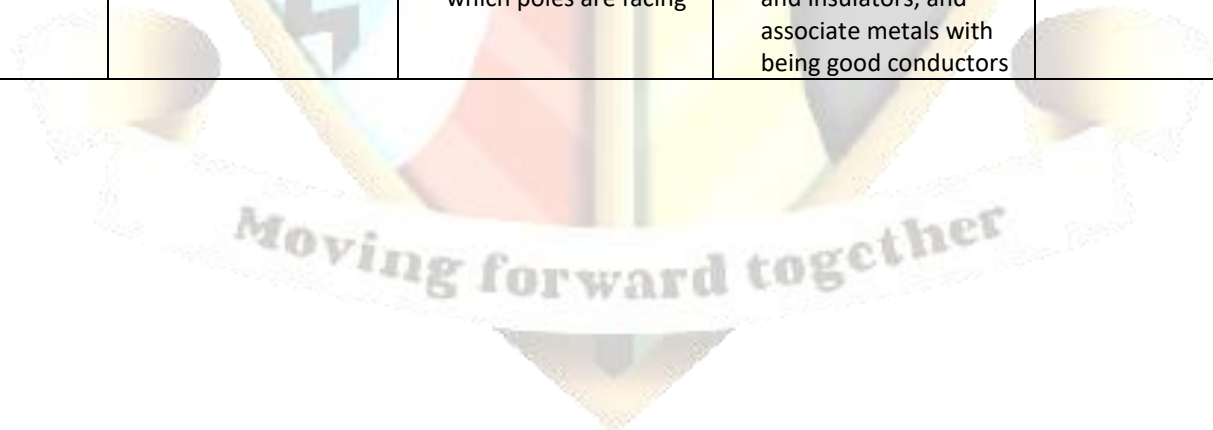 which poles are facing
and insulators, and
associate metals with
being good conductors
Moving forward together